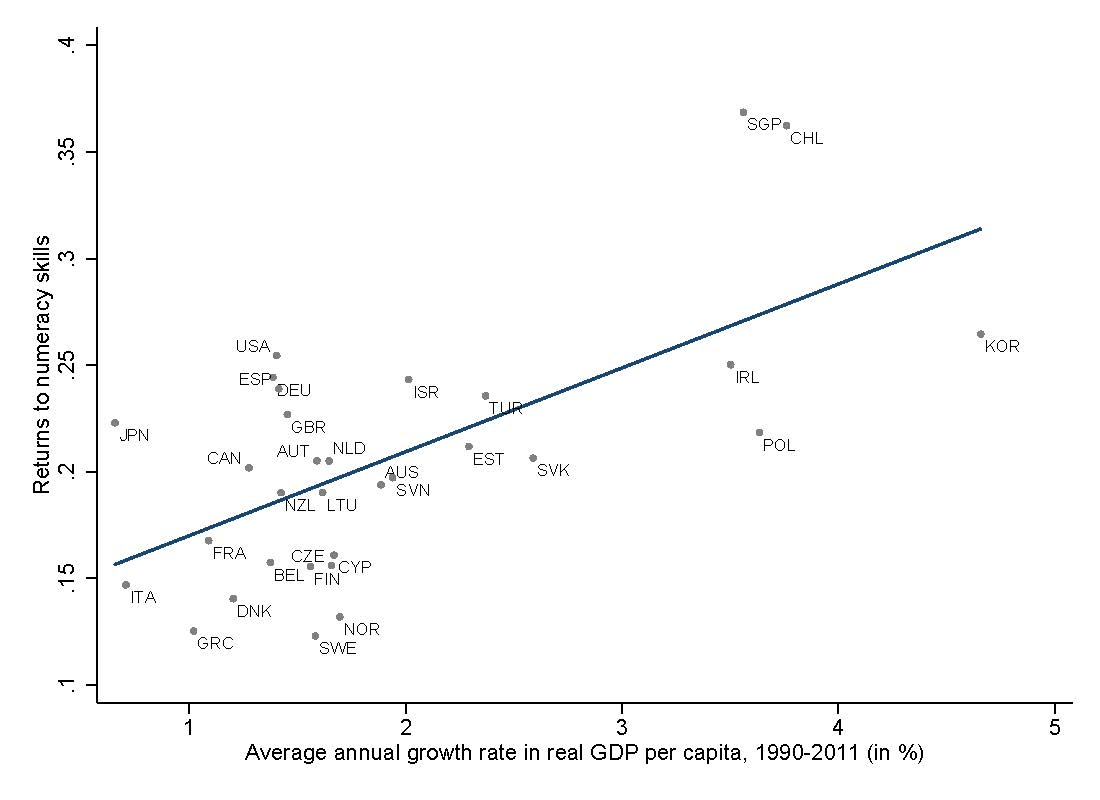 .4
.35
.3
.25
.2
.15
.1
Returns to numeracy skills
SGP
CHL
USA
KOR
ESP
DEU
ISR
IRL
TUR
GBR
JPN
POL
AUT
NLD
CAN
EST
SVK
AUS
SVN
NZL
LTU
FRA
CZE
CYP
BEL
FIN
ITA
DNK
NOR
GRC
SWE
1 2 3 4 5
Average annual growth rate in real GDP per capita, 1990-2011 (in %)